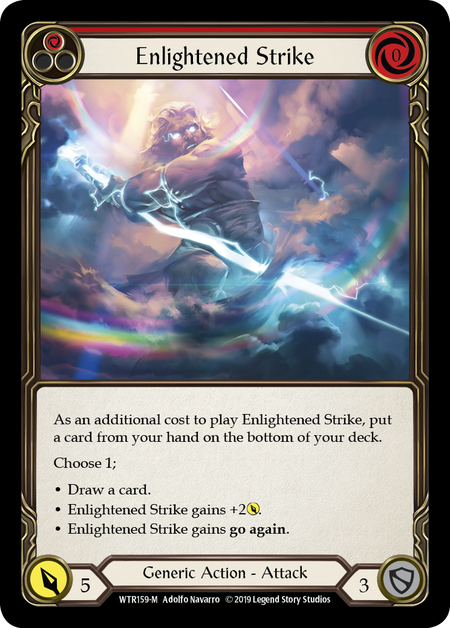 Enlightened Strike
0
As an additional cost to play Enlightened Strike, put
a card from your hand on the bottom of your deck.
Choose 1;
• Draw a card.
• Enlightened Strike gains +2.
• Enlightened Strike gains go again.
5
Generic Action - Attack
3
WTR159-M Adolfo Navarro © 2019 Legend Story Studios